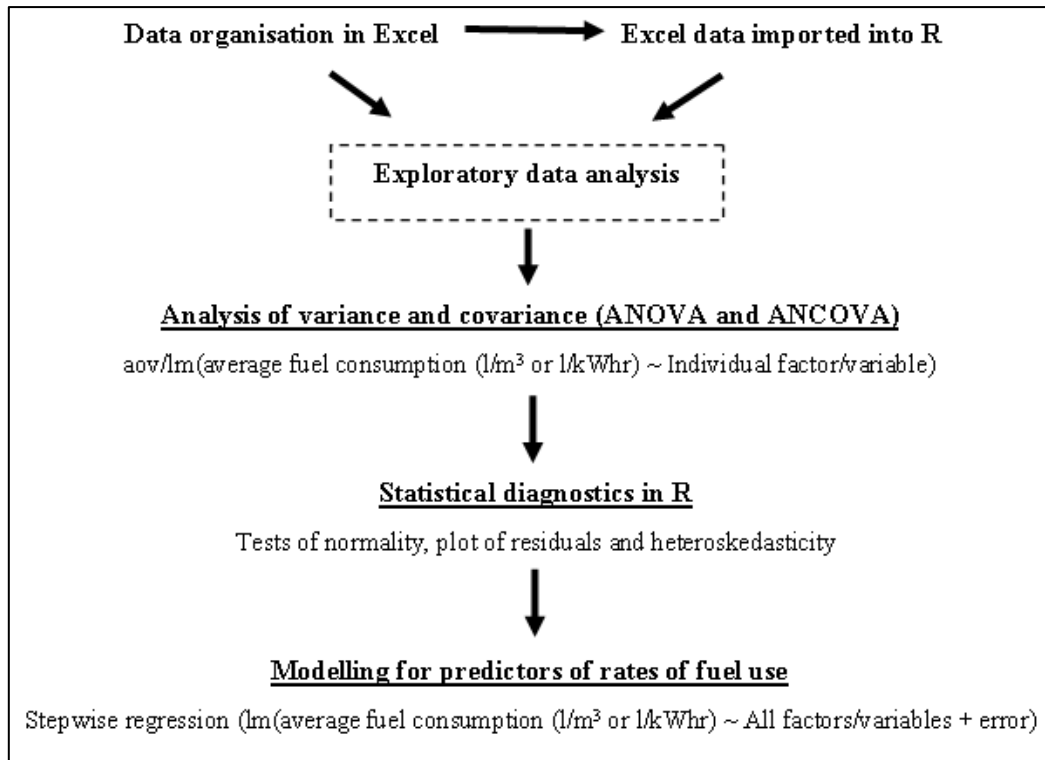 Data organisation in Excel
Excel data imported into R
Exploratory data analysis
Analysis of variance and covariance (ANOVA and ANCOVA)
aov/lm(average fuel consumption (l/m³ or l/kWhr) ~ Individual factor/variable)
Statistical diagnostics in R
Tests of normality, plot of residuals and heteroskedasticity
Modelling for predictors of rates of fuel use
Stepwise regression (lm(average fuel consumption (l/m³ or l/kWhr) ~ All factors/variables + error)